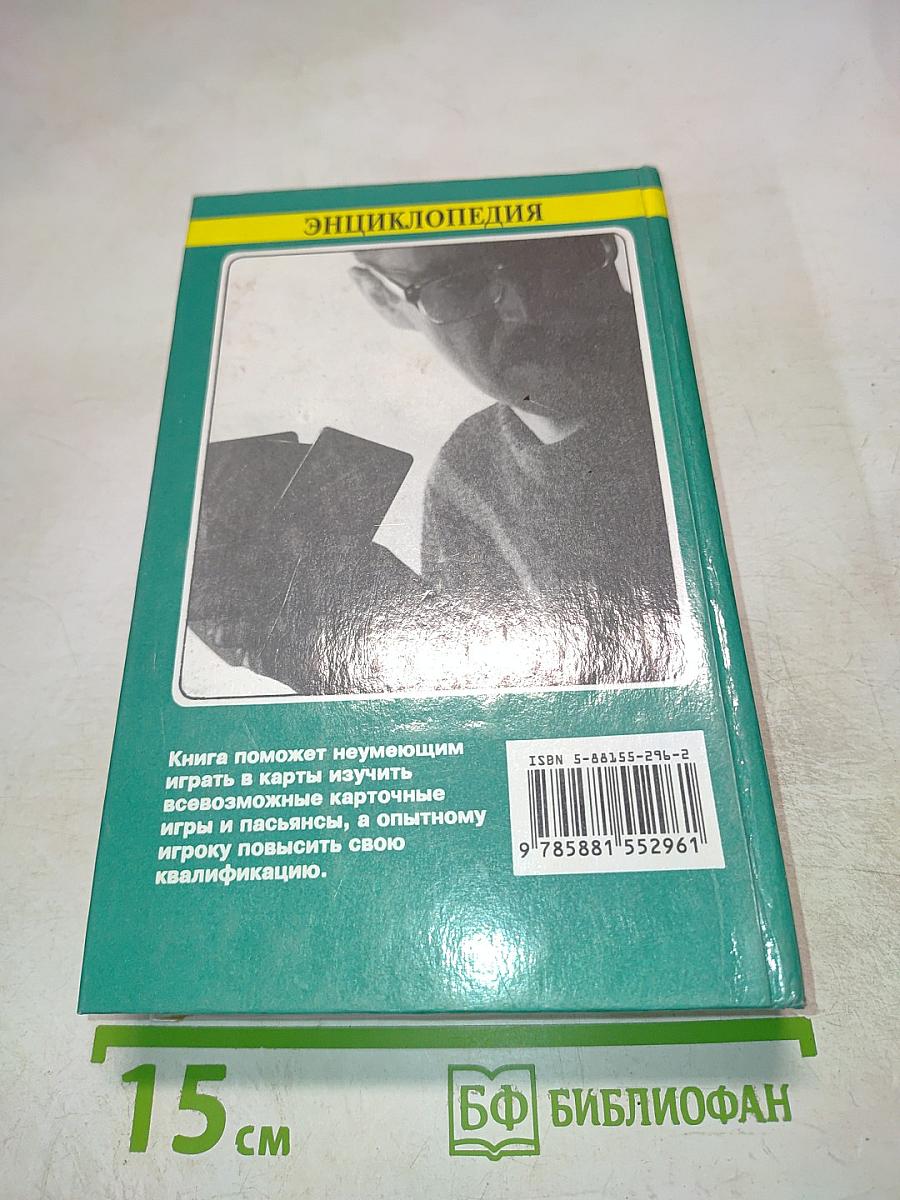 ЭНЦИКЛОПЕДИЯ
Книга поможет неумеющим
играть в карты изучить
всевозможные карточные
игры и пасьянсы, а опытному
игроку повысить свою
квалификацию.
ISBN 5-88155-296-2
9 785881 552961
15 см
БФ БИБЛИОФАН